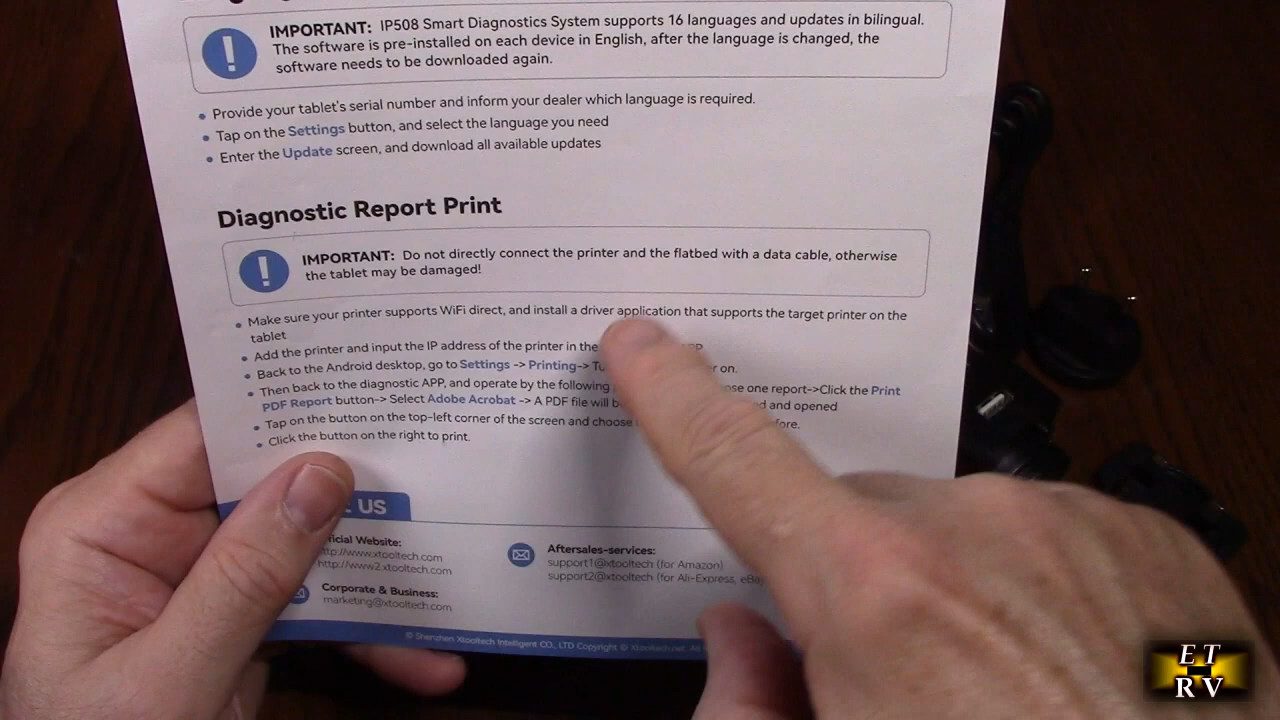 IMPORTANT: IP508 Smart Diagnostics System supports 16 languages and updates in bilingual.
The software is pre-installed on each device in English, after the language is changed, the
software needs to be downloaded again.
• Provide your tablet's serial number and inform your dealer which language is required.
• Tap on the Settings button, and select the language you need
• Enter the Update screen, and download all available updates
Diagnostic Report Print
IMPORTANT: Do not directly connect the printer and the flatbed with a data cable, otherwise
the tablet may be damaged!
• Make sure your printer supports WiFi direct, and install a driver application that supports the target printer on the
tablet
• Add the printer and input the IP address of the printer in the
• Back to the Android desktop, go to Settings -> Printing-> on.
• Then back to the diagnostic APP, and operate by the following one report->Click the Print
PDF Report button-> Select Adobe Acrobat -> A PDF file will and opened
• Tap on the button on the top-left corner of the screen and choose
• Click the button on the right to print.
US
Website:
http://www.xtooltech.com
http://www2.xtooltech.com
Corporate & Business:
marketing@xtooltech.com
Aftersales-services:
support1@xtooltech (for Amazon)
support2@xtooltech (for Ali-Express,
© Shenzhen Xtooltech Intelligent CO., LTD Copyright © Xtooltech.net.
ET
RV